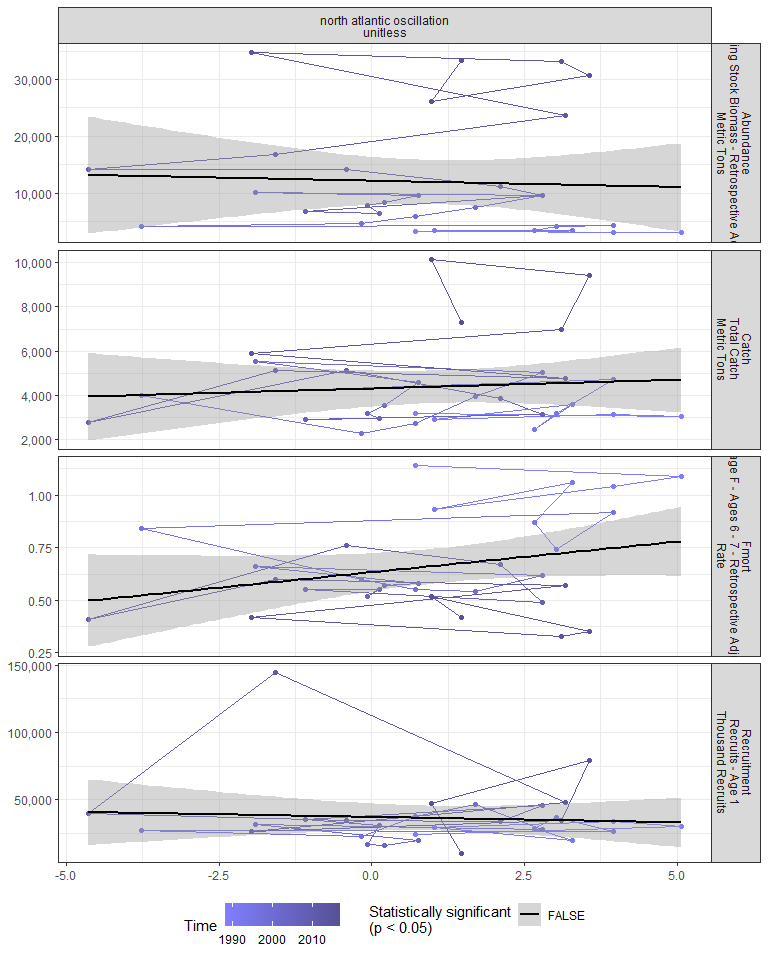 north atlantic oscillation
unitless
30,000
20,000
10,000
Abundance
ing Stock Biomass - Retrospective A
Metric Tons
10,000
8,000
6,000
4,000
2,000
Catch
Total Catch
Metric Tons
1.00
0.75
0.50
0.25
Fmort
age F - Ages 6 - 7 - Retrospective Adj
Rate
150,000
100,000
50,000
Recruitment
Recruits - Age 1
Thousand Recruits
-5.0 -2.5 0.0 2.5 5.0
Time
1990 2000 2010
Statistically significant
(p < 0.05)
FALSE